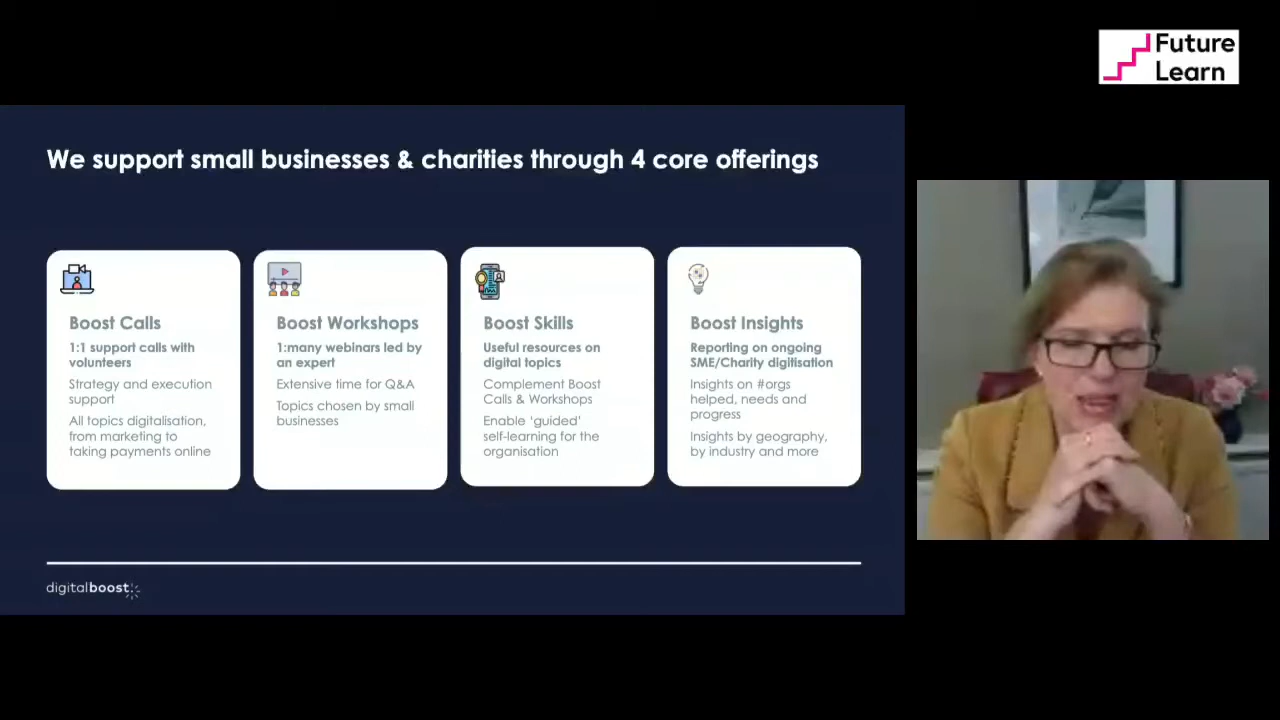 Future
Learn
We support small businesses & charities through 4 core offerings
Boost Calls
1:1 support calls with
volunteers
Strategy and execution
support
All topics digitalisation,
from marketing to
taking payments online
Boost Workshops
1:many webinars led by
an expert
Extensive time for Q&A
Topics chosen by small
businesses
Boost Skills
Useful resources on
digital topics
Complement Boost
Calls & Workshops
Enable ‘guided’
self-learning for the
organisation
Boost Insights
Reporting on ongoing
SME/Charity digitisation
Insights on #orgs
helped, needs and
progress
Insights by geography,
by industry and more
digitalboost